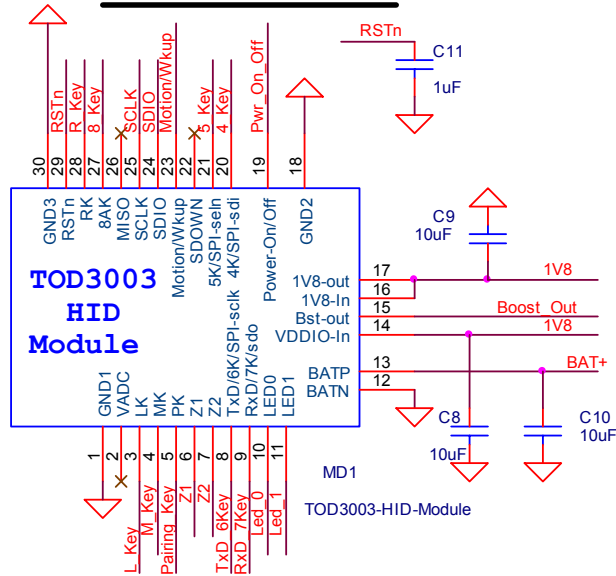 RSTn
C11
1uF
RSTn
R_Key
8_Key
SCLK
SDIO
Motion/Wkup
5_Key
4_Key
Pwr_On_Off
30
29
28
27
26
25
24
23
22
21
20
19
18
GND3
RSTn
RK
8AK
MISO
SCLK
SDIO
Motion/Wkup
SDOWN
5K/SPI-seln
4K/SPI-sdi
Power-On/Off
GND2
C9
10uF
TOD3003
HID
Module
1V8-out
17
1V8
1V8-In
16
Bst-out
15
Boost_Out
VDDIO-In
14
1V8
BATP
13
BAT+
BATN
12
GND1
VADC
LK
MK
PK
Z1
Z2
TxD/6K/SPI-sclk
RxD/7K/sdo
LED0
LED1
1
2
3
4
5
6
7
8
9
10
11
L_Key
M_Key
Pairing_Key
Z1
Z2
TxD_6Key
RxD_7Key
Led_0
Led_1
C8
10uF
C10
10uF
MD1
TOD3003-HID-Module